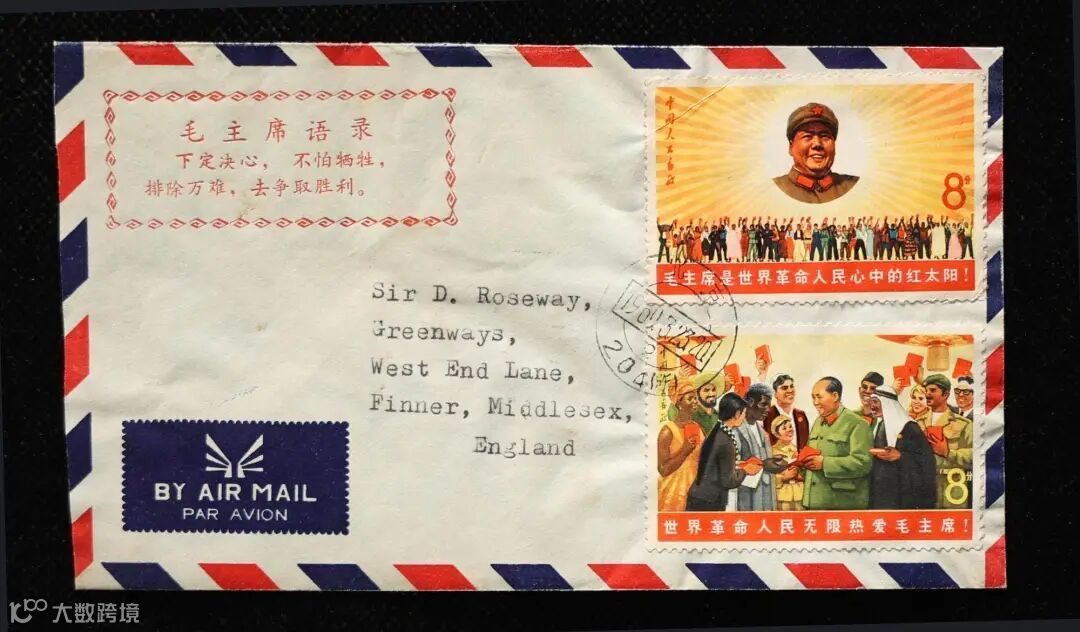 毛主席语录
下定决心，不怕牺牲，
排除万难，去争取胜利。
中国人民邮政
8分
毛主席是世界革命人民心中的红太阳！
Sir D. Roseway,
Greenways,
West End Lane,
Finner, Middlesex,
England
8分
世界革命人民无限热爱毛主席！
BY AIR MAIL
PAR AVION
大数跨境